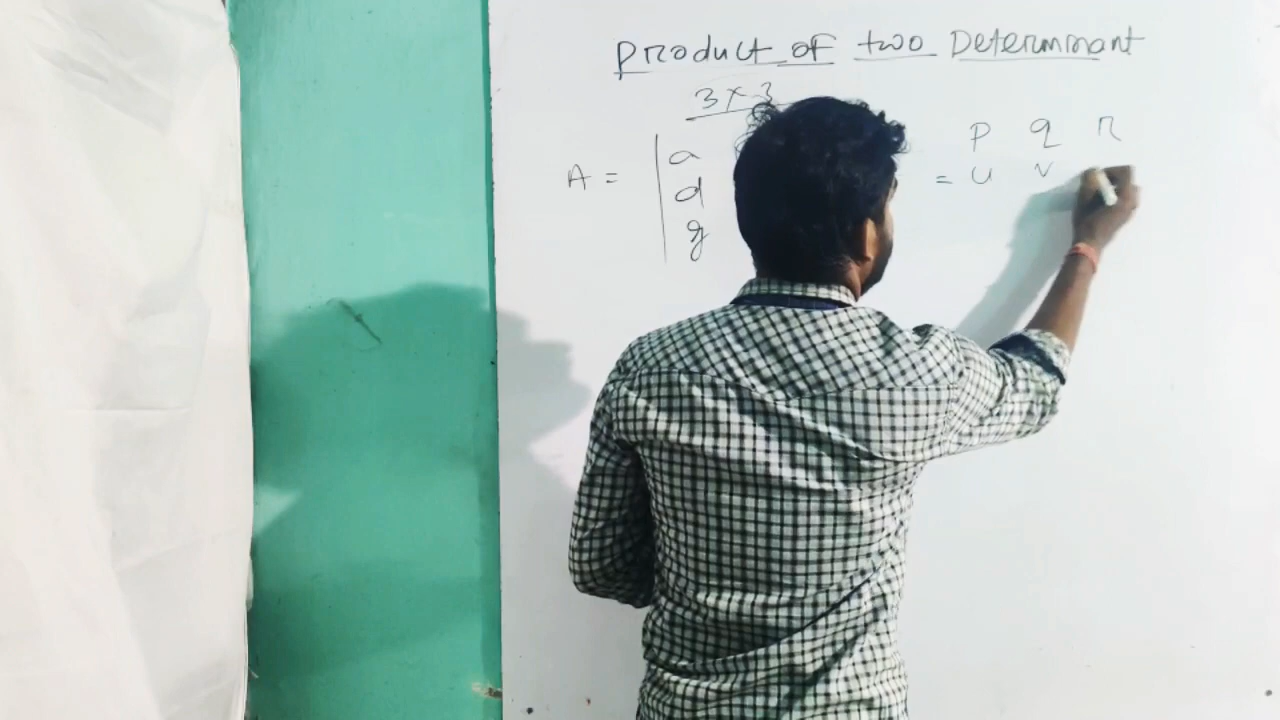 Product of two Determinant
3 x 3
A = | a = p q r
d u v
g